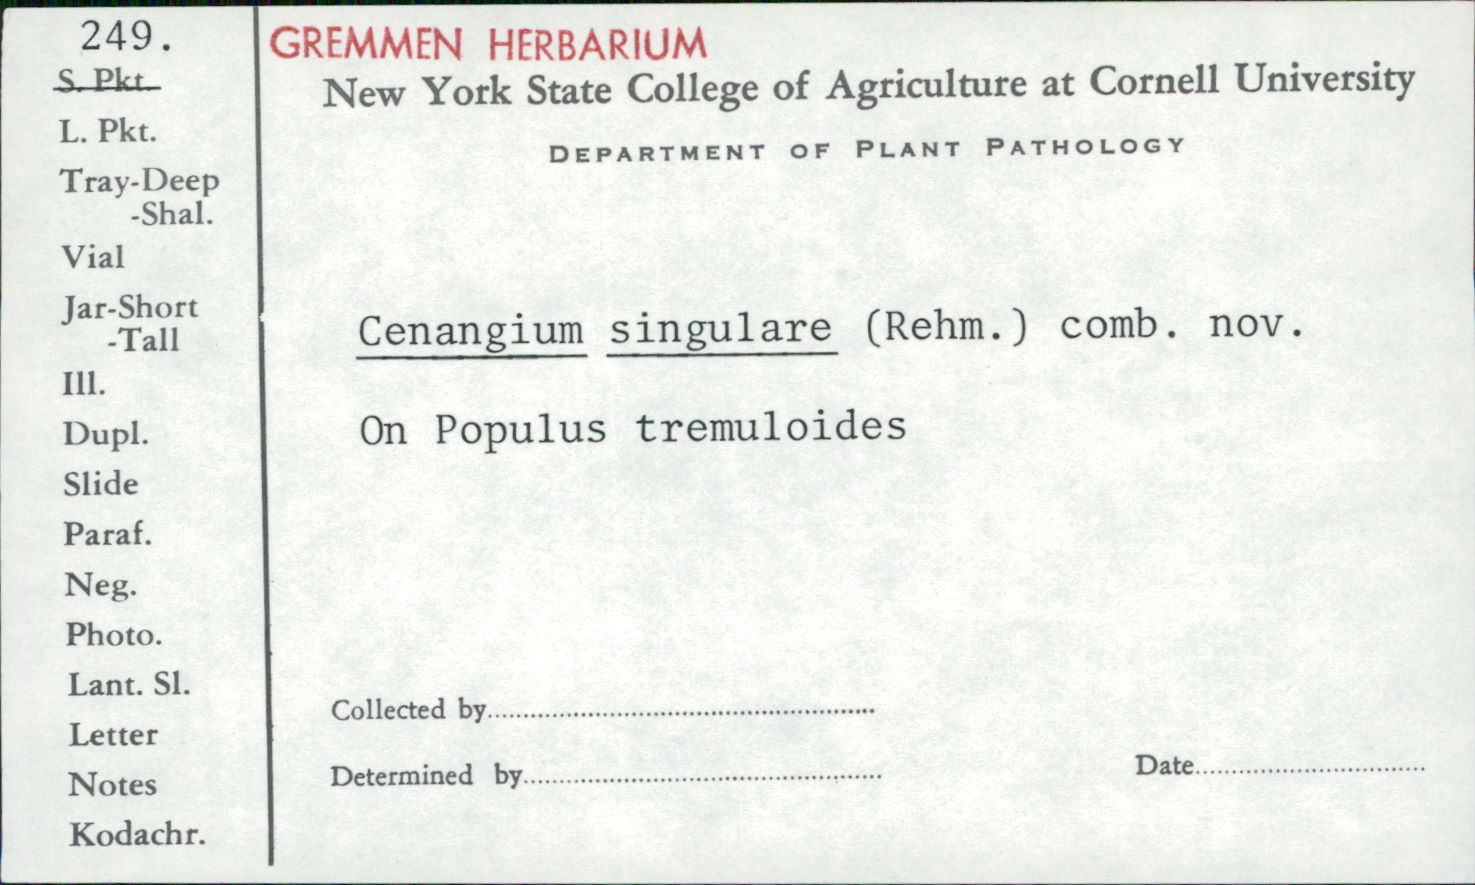 249.
S. Pkt.
L. Pkt.
Tray-Deep
-Shal.
Vial
Jar-Short
-Tall
Ill.
Dupl.
Slide
Paraf.
Neg.
Photo.
Lant. Sl.
Letter
Notes
Kodachr.
GREMMEN HERBARIUM
New York State College of Agriculture at Cornell University
DEPARTMENT OF PLANT PATHOLOGY
Cenangium singulare (Rehm.) comb. nov.
On Populus tremuloides
Collected by
Determined by
Date